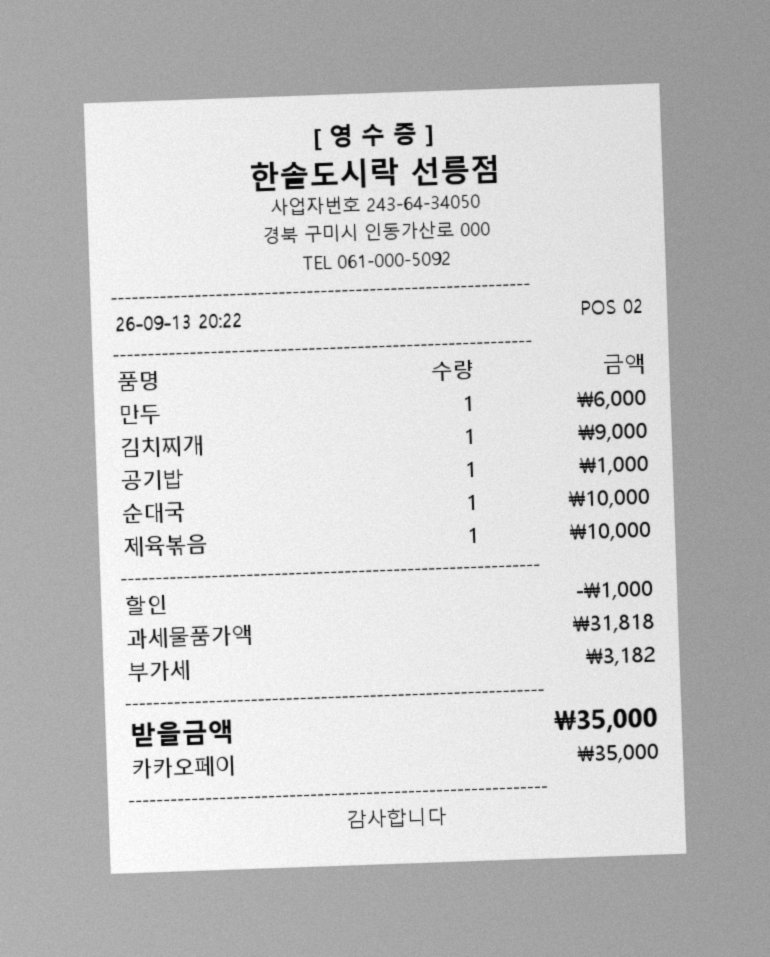 [ 영 수 증 ]
한솥도시락 선릉점
사업자번호 243-64-34050
경북 구미시 인동가산로 000
TEL 061-000-5092
26-09-13 20:22 POS 02
품명 수량 금액
만두 1 ₩6,000
김치찌개 1 ₩9,000
공기밥 1 ₩1,000
순대국 1 ₩10,000
제육볶음 1 ₩10,000
할인 -₩1,000
과세물품가액 ₩31,818
부가세 ₩3,182
받을금액 ₩35,000
카카오페이 ₩35,000
감사합니다